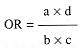 OR = a × d / b × c